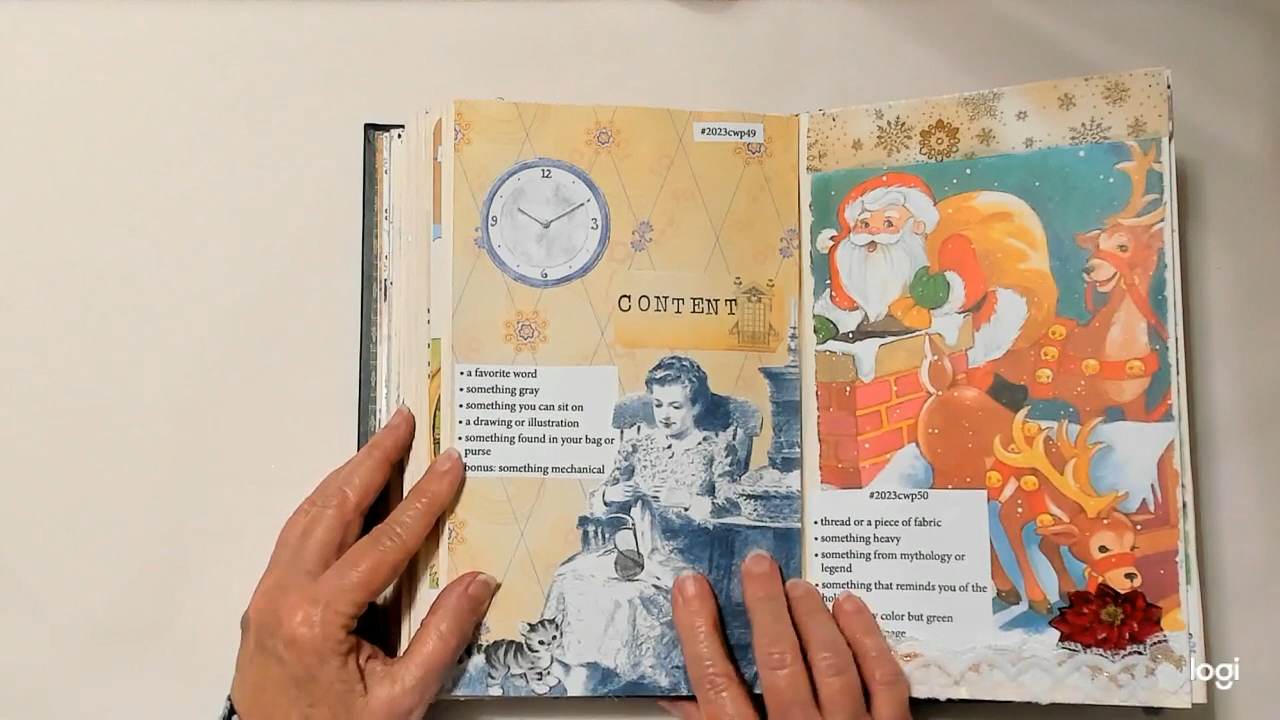 #2023cwp49
12
9
3
6
CONTENT
• a favorite word
• something gray
• something you can sit on
• a drawing or illustration
• something found in your bag or
purse
bonus: something mechanical
#2023cwp50
• thread or a piece of fabric
• something heavy
• something from mythology or
legend
• something that reminds you of the
color but green
logi